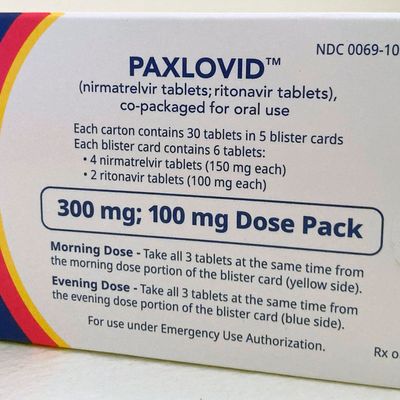 NDC 0069-10
PAXLOVID™
(nirmatrelvir tablets; ritonavir tablets),
co-packaged for oral use
Each carton contains 30 tablets in 5 blister cards
Each blister card contains 6 tablets:
• 4 nirmatrelvir tablets (150 mg each)
• 2 ritonavir tablets (100 mg each)
300 mg; 100 mg Dose Pack
Morning Dose - Take all 3 tablets at the same time from
the morning dose portion of the blister card (yellow side).
Evening Dose - Take all 3 tablets at the same time from
the evening dose portion of the blister card (blue side).
For use under Emergency Use Authorization.
Rx o